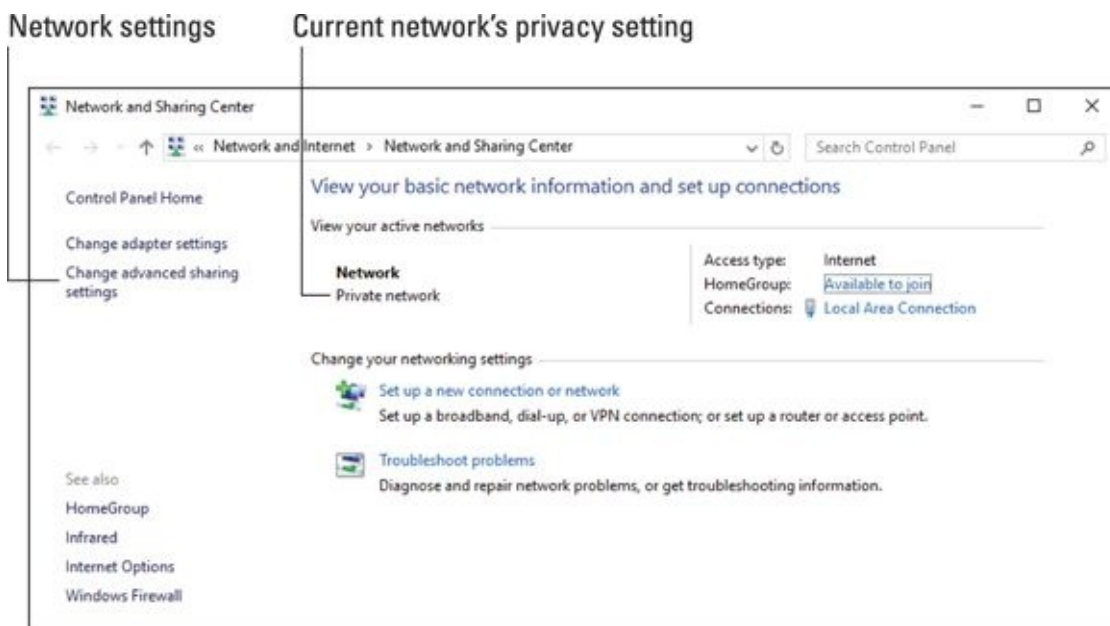 Network settings
Current network's privacy setting
Network and Sharing Center
« Network and Internet > Network and Sharing Center
Search Control Panel
Control Panel Home
Change adapter settings
Change advanced sharing
settings
View your basic network information and set up connections
View your active networks
Network
Private network
Access type: Internet
HomeGroup: Available to join
Connections: Local Area Connection
Change your networking settings
Set up a new connection or network
Set up a broadband, dial-up, or VPN connection; or set up a router or access point.
Troubleshoot problems
Diagnose and repair network problems, or get troubleshooting information.
See also
HomeGroup
Infrared
Internet Options
Windows Firewall